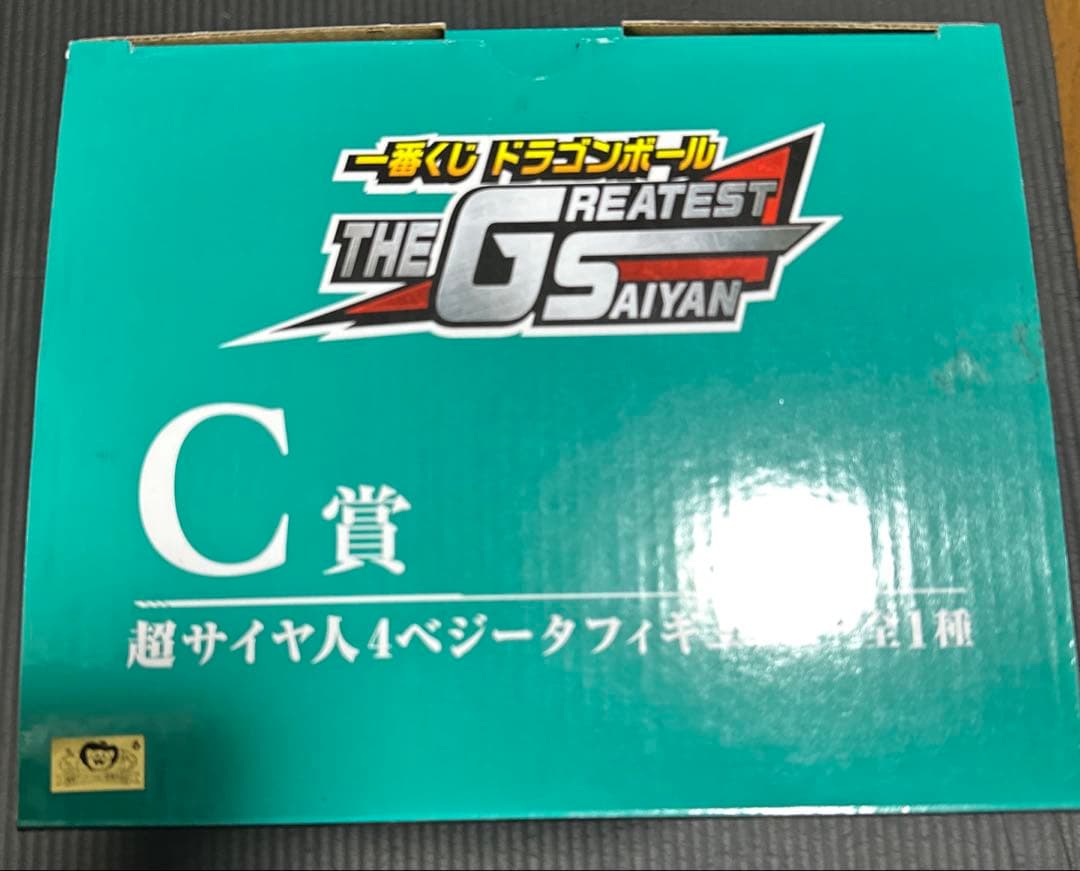 一番くじ ドラゴンボール
THE GREATEST
SAIYAN
C賞
超サイヤ人4ベジータフィギ 全1種